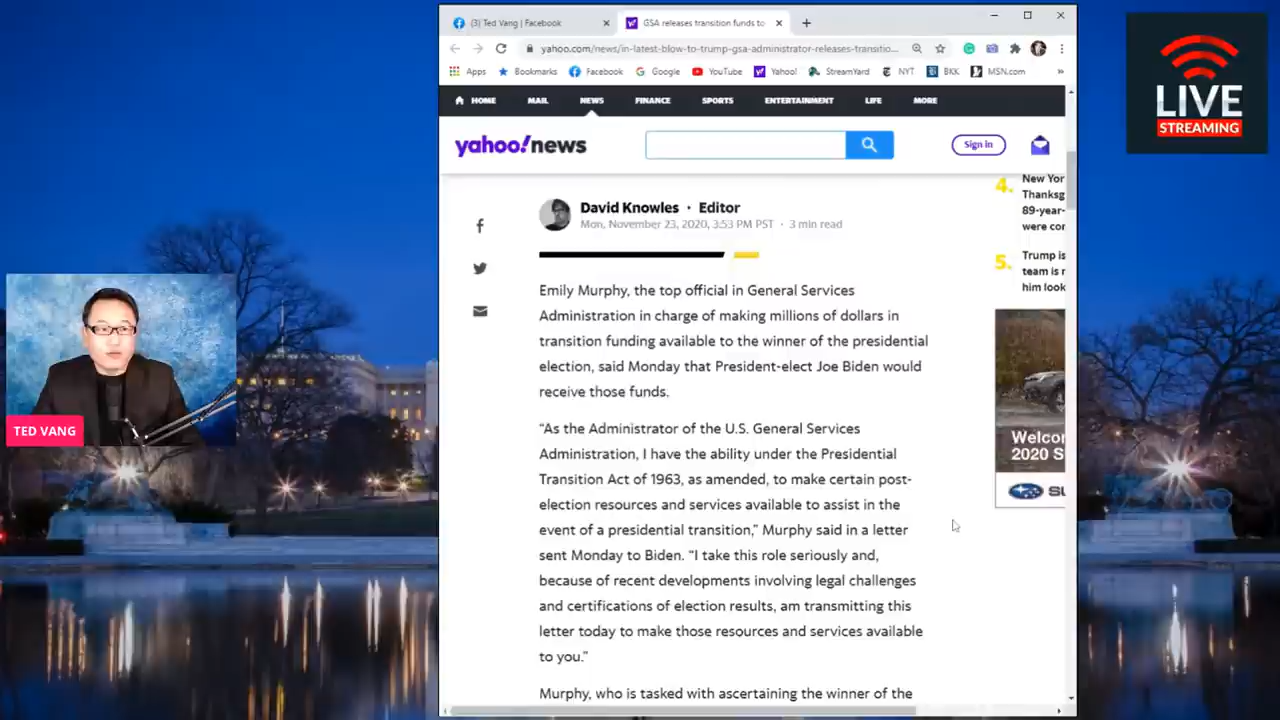 (3) Ted Vang | Facebook
GSA releases transition funds to
yahoo.com/news/in-latest-blow-to-trump-gsa-administrator-releases-transitio...
Apps Bookmarks Facebook Google YouTube Yahoo! StreamYard NYT BKK MSN.com »
HOME MAIL NEWS FINANCE SPORTS ENTERTAINMENT LIFE MORE
yahoo!news
Sign in
David Knowles • Editor
Mon, November 23, 2020, 3:53 PM PST · 3 min read
Emily Murphy, the top official in General Services
Administration in charge of making millions of dollars in
transition funding available to the winner of the presidential
election, said Monday that President-elect Joe Biden would
receive those funds.
“As the Administrator of the U.S. General Services
Administration, I have the ability under the Presidential
Transition Act of 1963, as amended, to make certain post-
election resources and services available to assist in the
event of a presidential transition,” Murphy said in a letter
sent Monday to Biden. “I take this role seriously and,
because of recent developments involving legal challenges
and certifications of election results, am transmitting this
letter today to make those resources and services available
to you.”
Murphy, who is tasked with ascertaining the winner of the
4. New Yor
Thanksg
89-year-
were cor
5. Trump is
team is r
him look
Welcor
2020 S
SU
LIVE
STREAMING
TED VANG